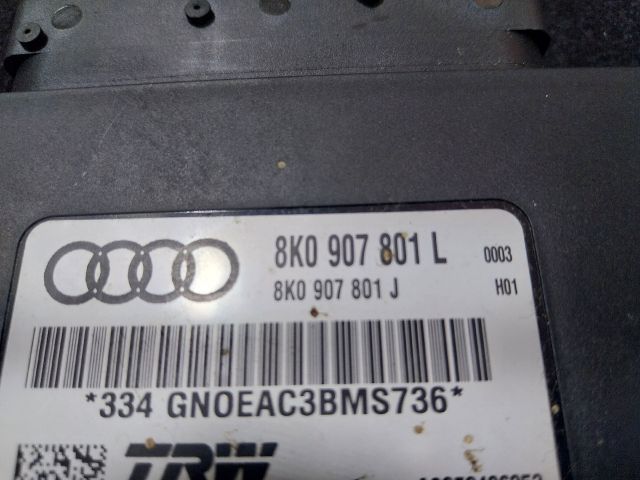 8K0 907 801 L 0003
8K0 907 801 J H01
*334 GNOEAC3BMS736*
TRW